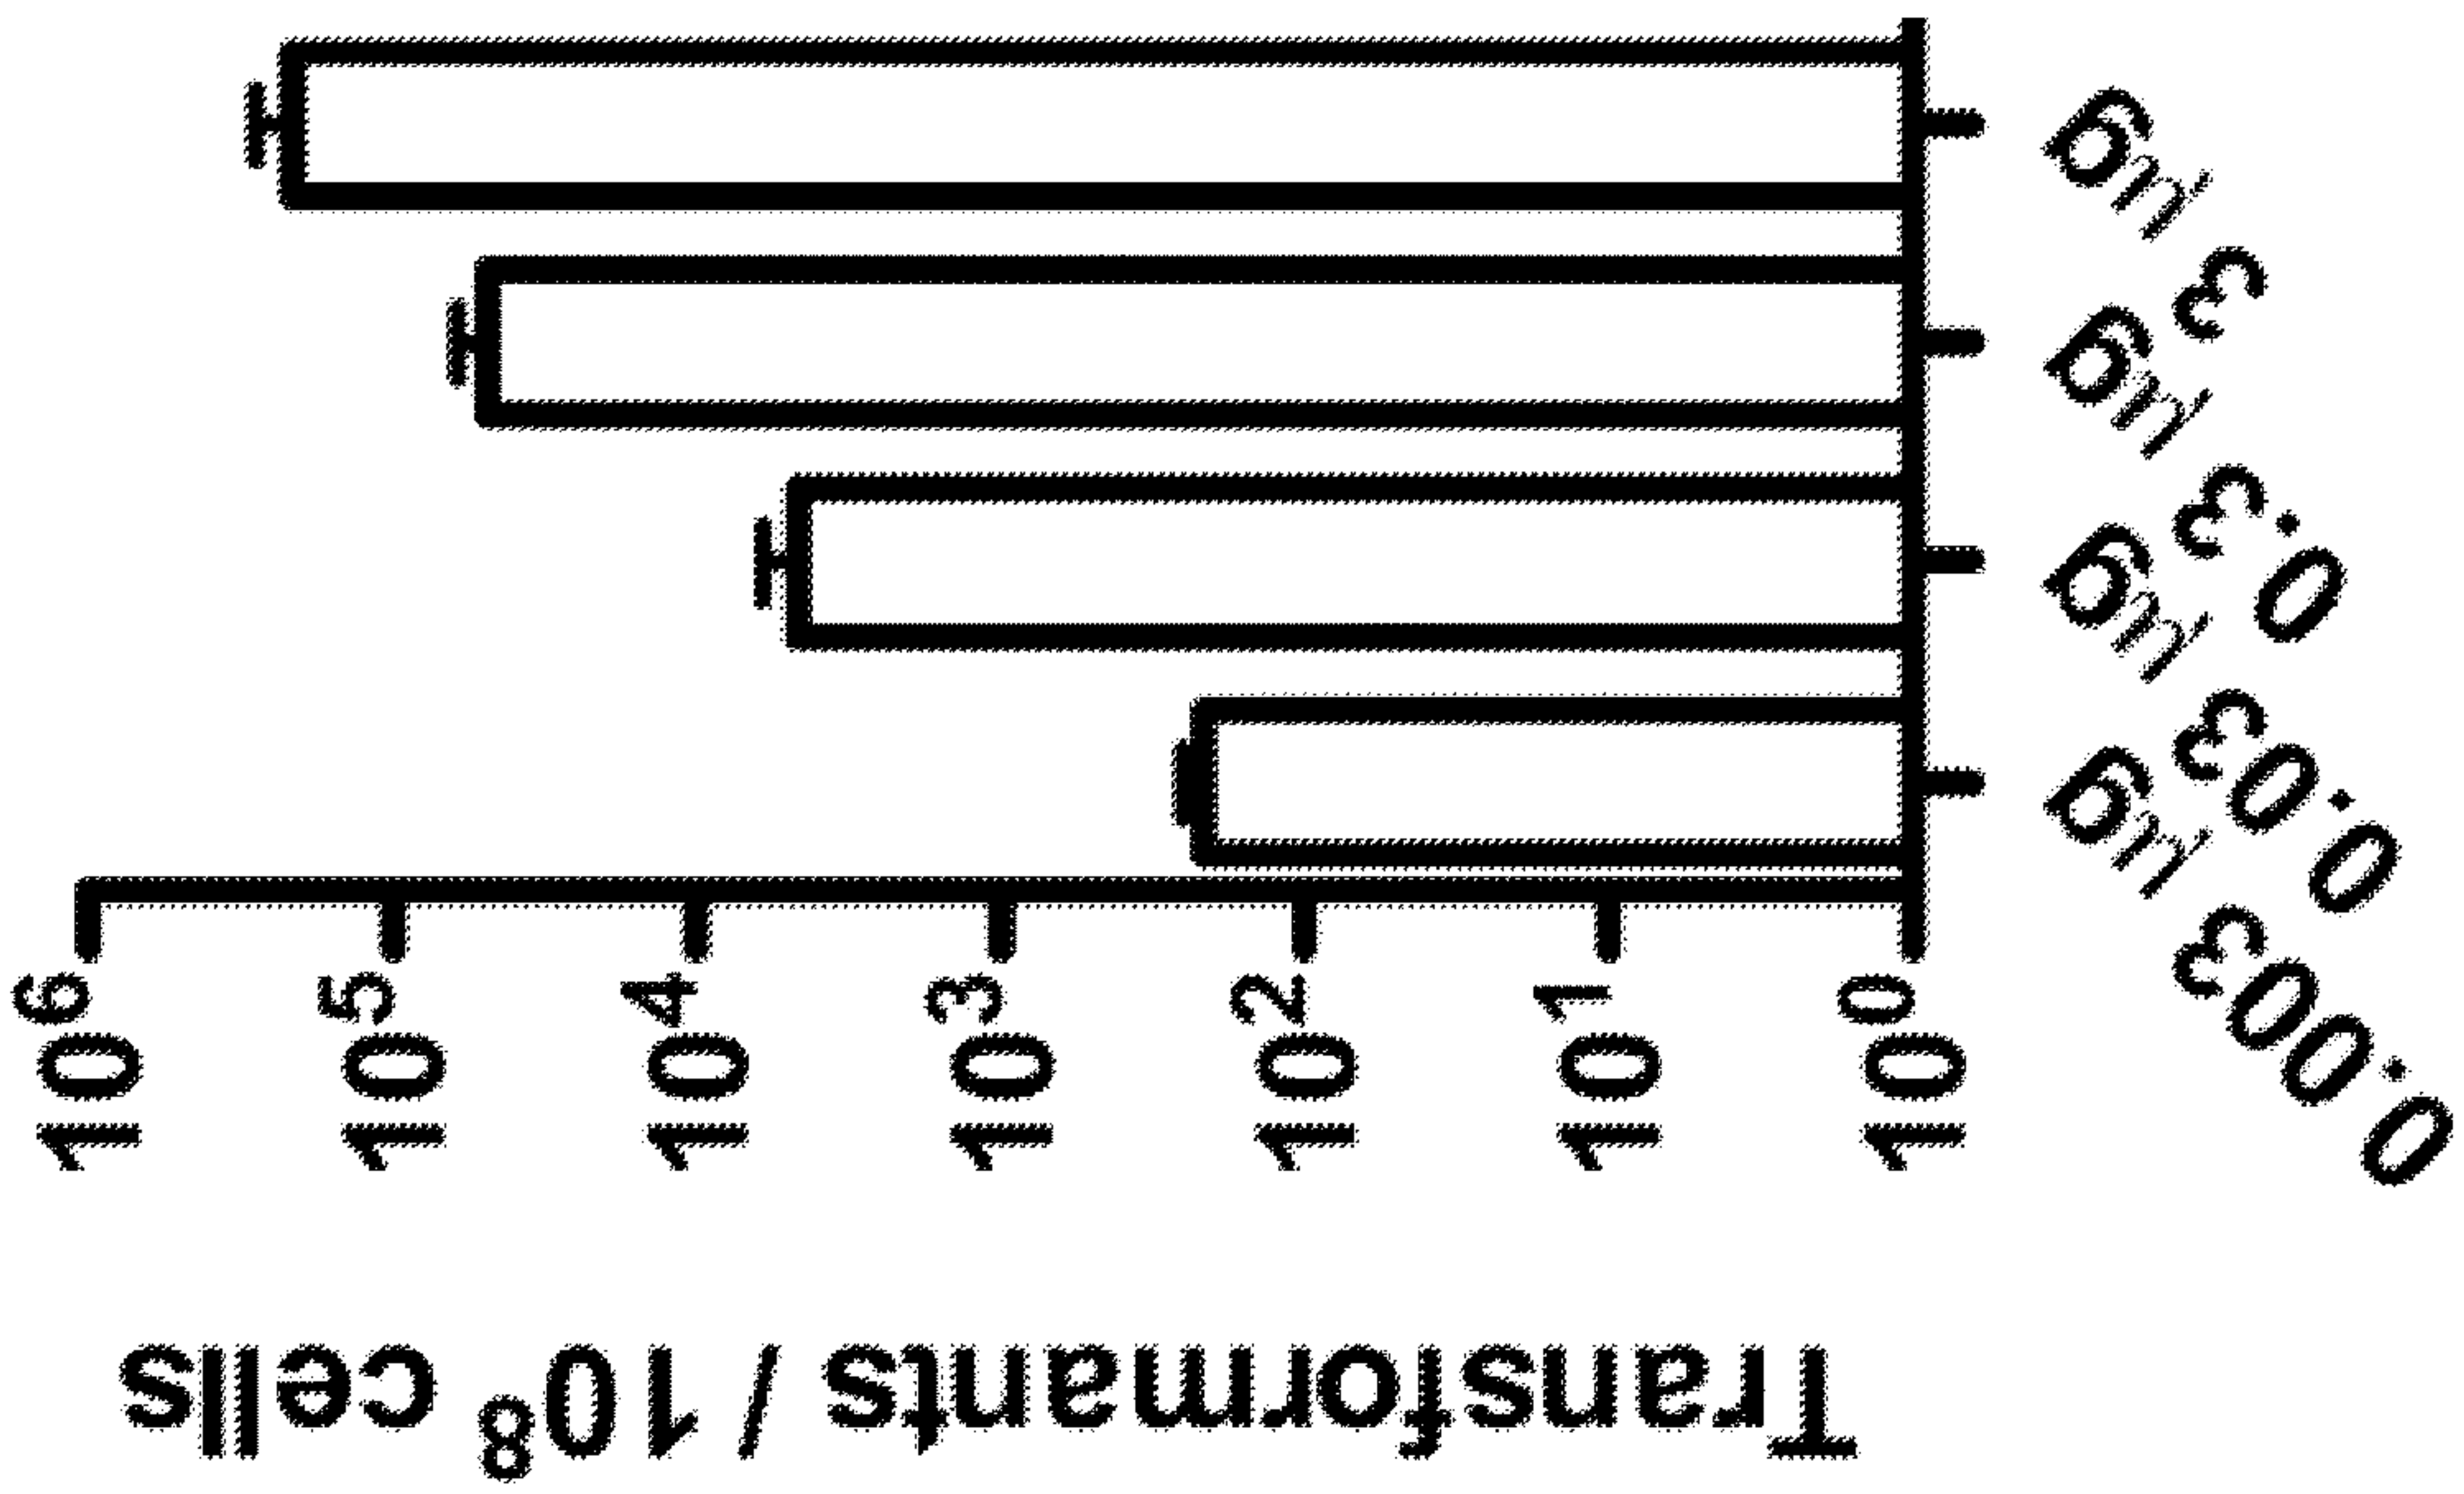 Transformants / 10⁸ cells
10⁶
10⁵
10⁴
10³
10²
10¹
10⁰
0.003 µg
0.03 µg
0.3 µg
3 µg